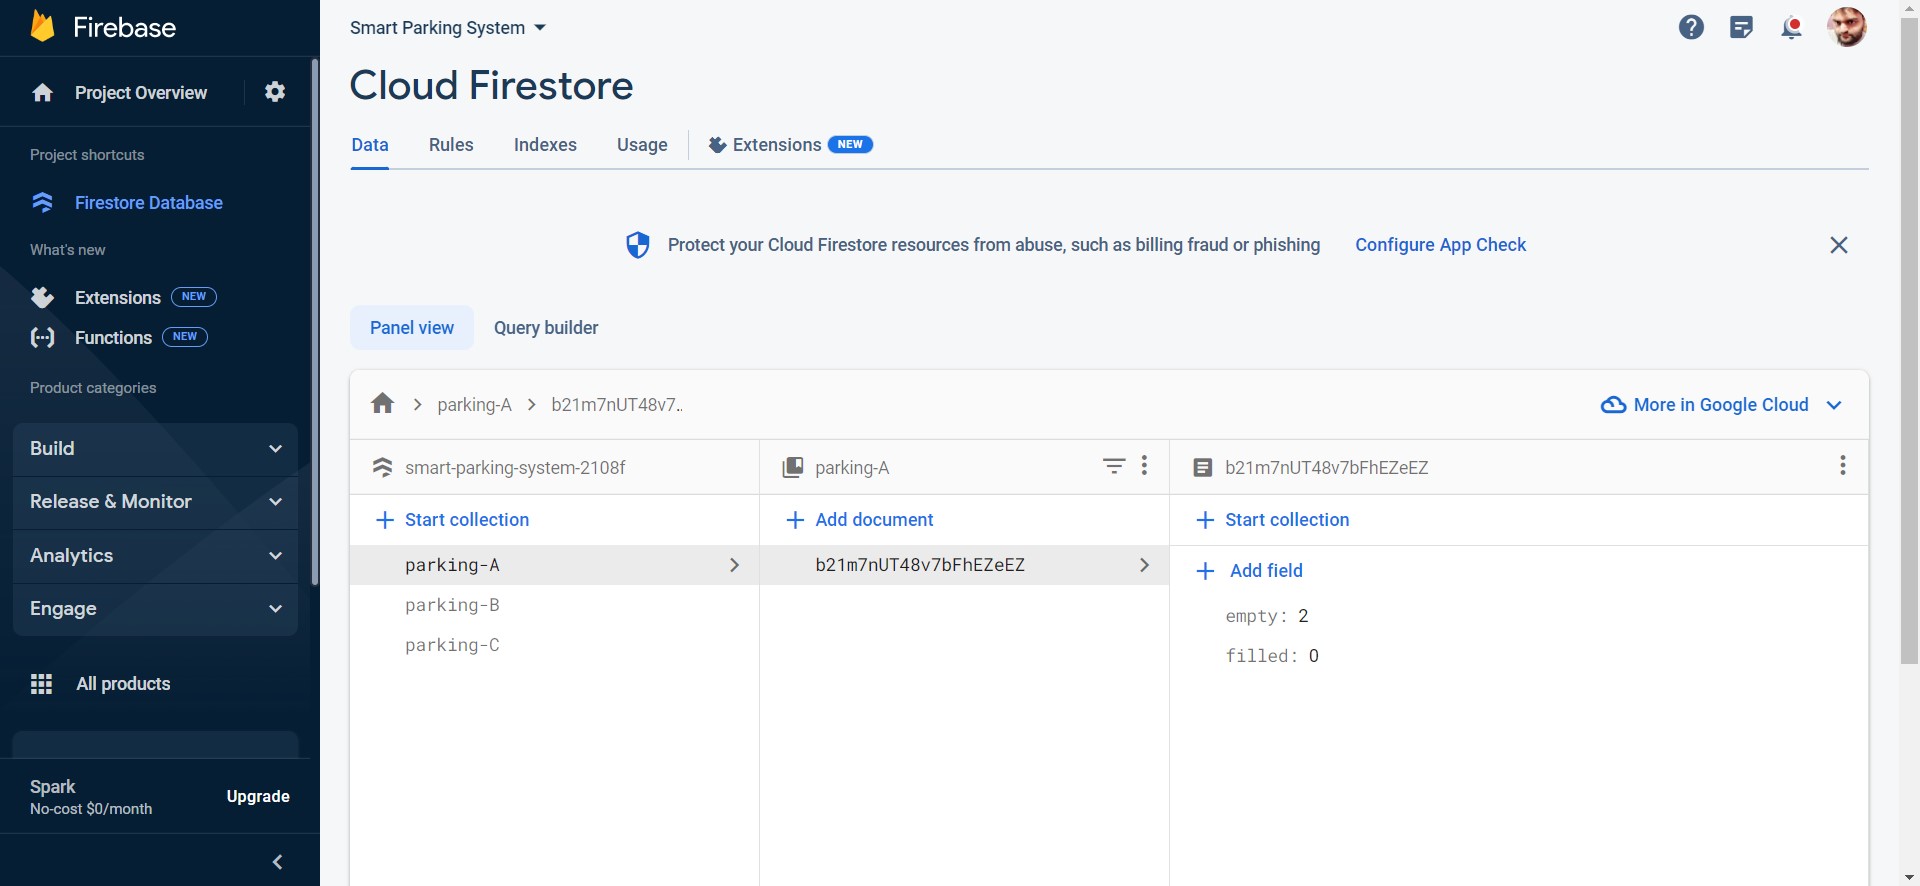 Firebase
Project Overview
Project shortcuts
Firestore Database
What's new
Extensions NEW
Functions NEW
Product categories
Build
Release & Monitor
Analytics
Engage
All products
Spark
No-cost $0/month
Upgrade
Smart Parking System
Cloud Firestore
Data Rules Indexes Usage Extensions NEW
Protect your Cloud Firestore resources from abuse, such as billing fraud or phishing Configure App Check
Panel view Query builder
parking-A b21m7nUT48v7..
More in Google Cloud
smart-parking-system-2108f
Start collection
parking-A
parking-B
parking-C
parking-A
Add document
b21m7nUT48v7bFhEZeEZ
b21m7nUT48v7bFhEZeEZ
Start collection
Add field
empty: 2
filled: 0